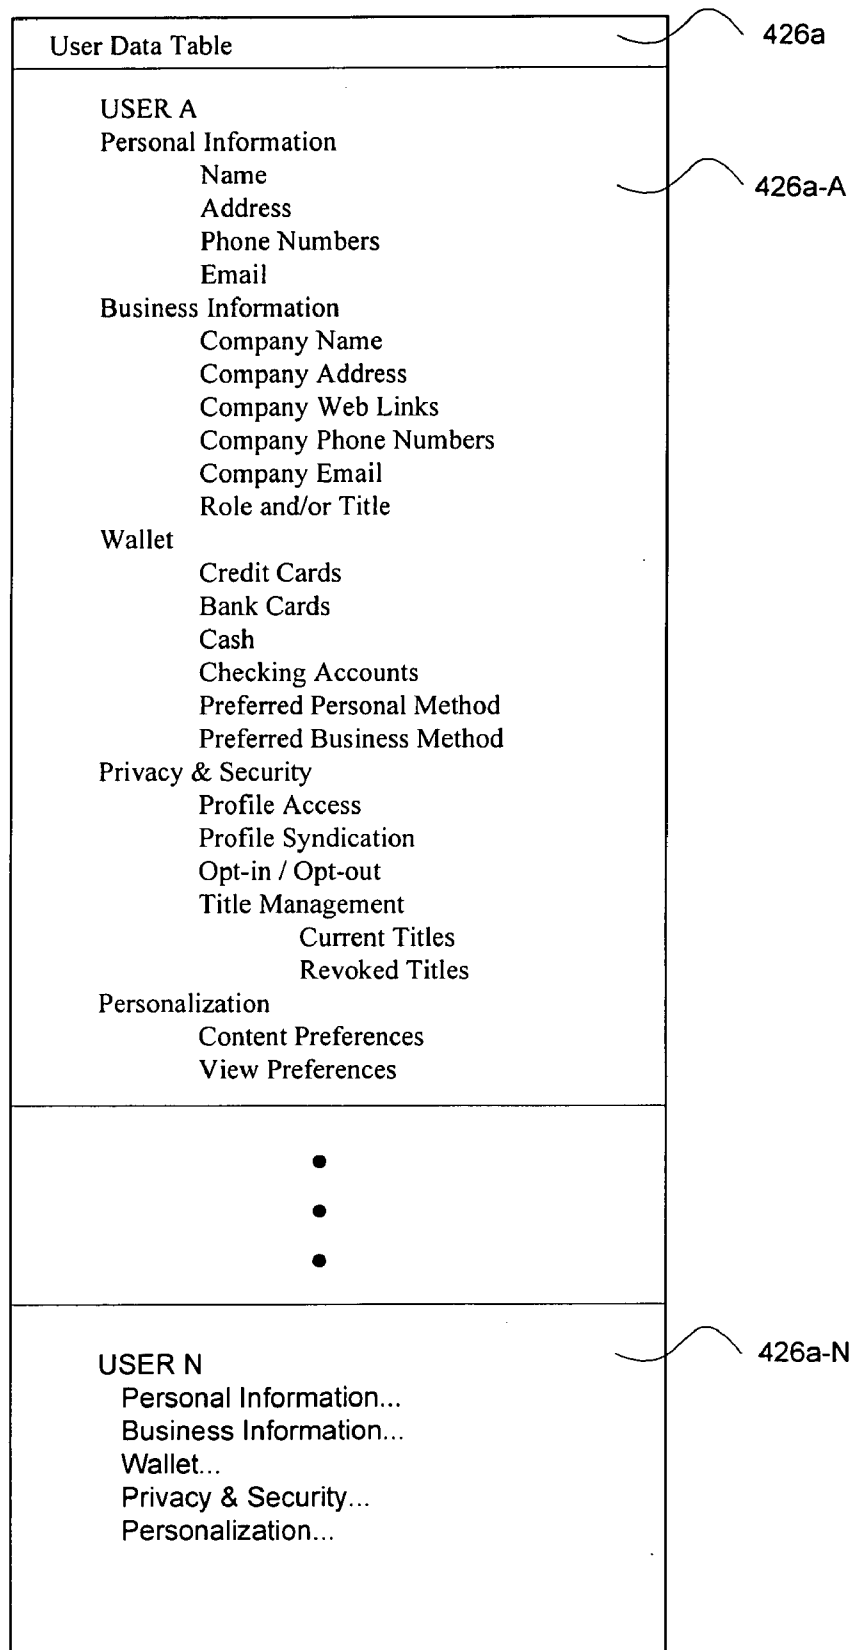 User Data Table
426a
USER A
Personal Information
Name
426a-A
Address
Phone Numbers
Email
Business Information
Company Name
Company Address
Company Web Links
Company Phone Numbers
Company Email
Role and/or Title
Wallet
Credit Cards
Bank Cards
Cash
Checking Accounts
Preferred Personal Method
Preferred Business Method
Privacy & Security
Profile Access
Profile Syndication
Opt-in / Opt-out
Title Management
Current Titles
Revoked Titles
Personalization
Content Preferences
View Preferences
USER N
426a-N
Personal Information...
Business Information...
Wallet...
Privacy & Security...
Personalization...